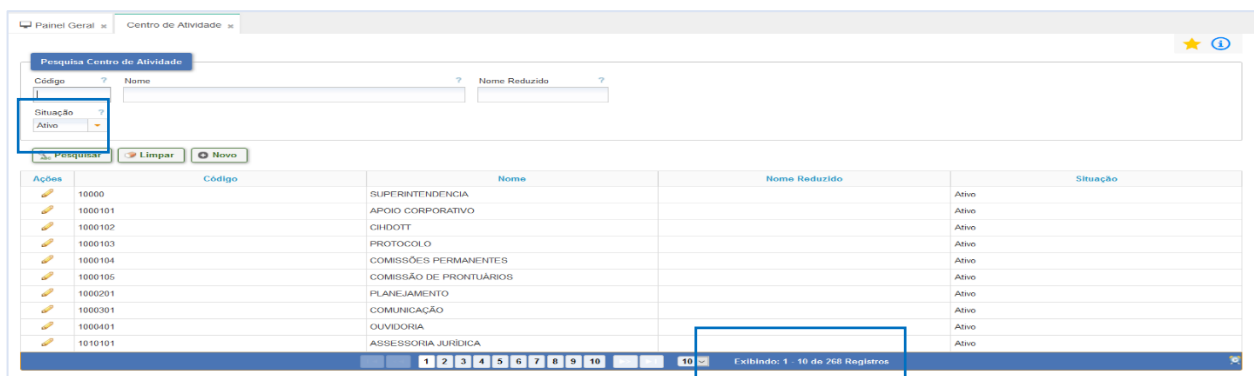 Painel Geral × Centro de Atividade ×
Pesquisa Centro de Atividade
Código ? Nome ? Nome Reduzido ?
Situação ?
Ativo
Pesquisar Limpar Novo
Ações Código Nome Nome Reduzido Situação
10000 SUPERINTENDENCIA Ativo
1000101 APOIO CORPORATIVO Ativo
1000102 CIHDOTT Ativo
1000103 PROTOCOLO Ativo
1000104 COMISSÕES PERMANENTES Ativo
1000105 COMISSÃO DE PRONTUÁRIOS Ativo
1000201 PLANEJAMENTO Ativo
1000301 COMUNICAÇÃO Ativo
1000401 OUVIDORIA Ativo
1010101 ASSESSORIA JURÍDICA Ativo
1 2 3 4 5 6 7 8 9 10 10 Exibindo: 1 - 10 de 268 Registros